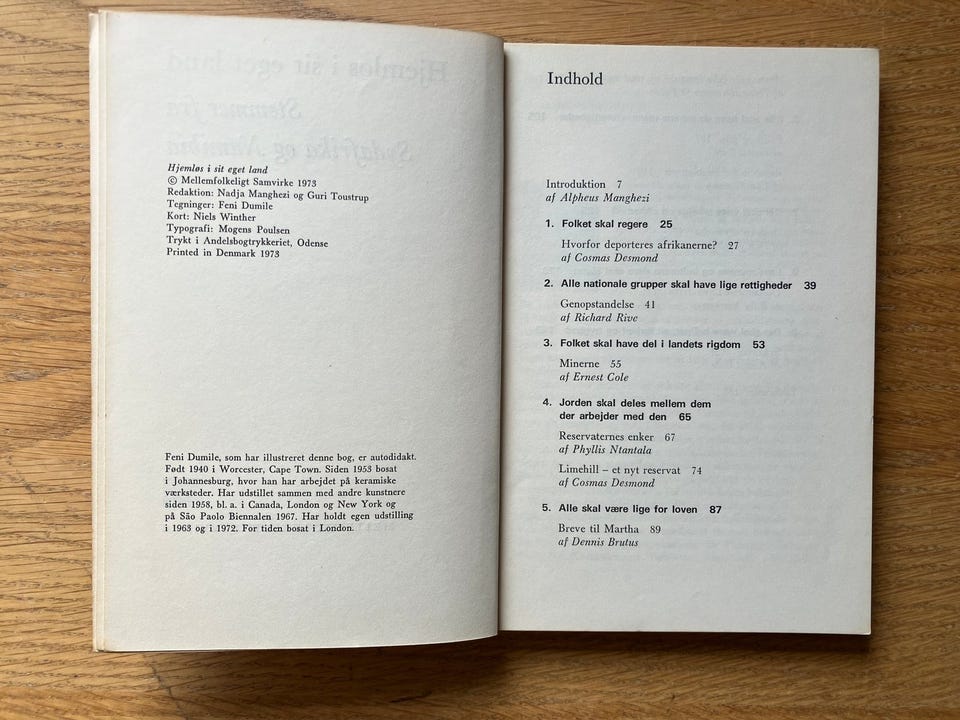 Hjemløs i sit eget land
© Mellemfolkeligt Samvirke 1973
Redaktion: Nadja Manghezi og Guri Toustrup
Tegninger: Feni Dumile
Kort: Niels Winther
Typografi: Mogens Poulsen
Trykt i Andelsbogtrykkeriet, Odense
Printed in Denmark 1973
Feni Dumile, som har illustreret denne bog, er autodidakt.
Født 1940 i Worcester, Cape Town. Siden 1953 bosat
i Johannesburg, hvor han har arbejdet på keramiske
værksteder. Har udstillet sammen med andre kunstnere
siden 1958, bl. a. i Canada, London og New York og
på São Paolo Biennalen 1967. Har holdt egen udstilling
i 1963 og i 1972. For tiden bosat i London.
Indhold
Introduktion 7
af Alpheus Manghezi
1. Folket skal regere 25
Hvorfor deporteres afrikanerne? 27
af Cosmas Desmond
2. Alle nationale grupper skal have lige rettigheder 39
Genopstandelse 41
af Richard Rive
3. Folket skal have del i landets rigdom 53
Minerne 55
af Ernest Cole
4. Jorden skal deles mellem dem
der arbejder med den 65
Reservaternes enker 67
af Phyllis Ntantala
Limehill – et nyt reservat 74
af Cosmas Desmond
5. Alle skal være lige for loven 87
Breve til Martha 89
af Dennis Brutus